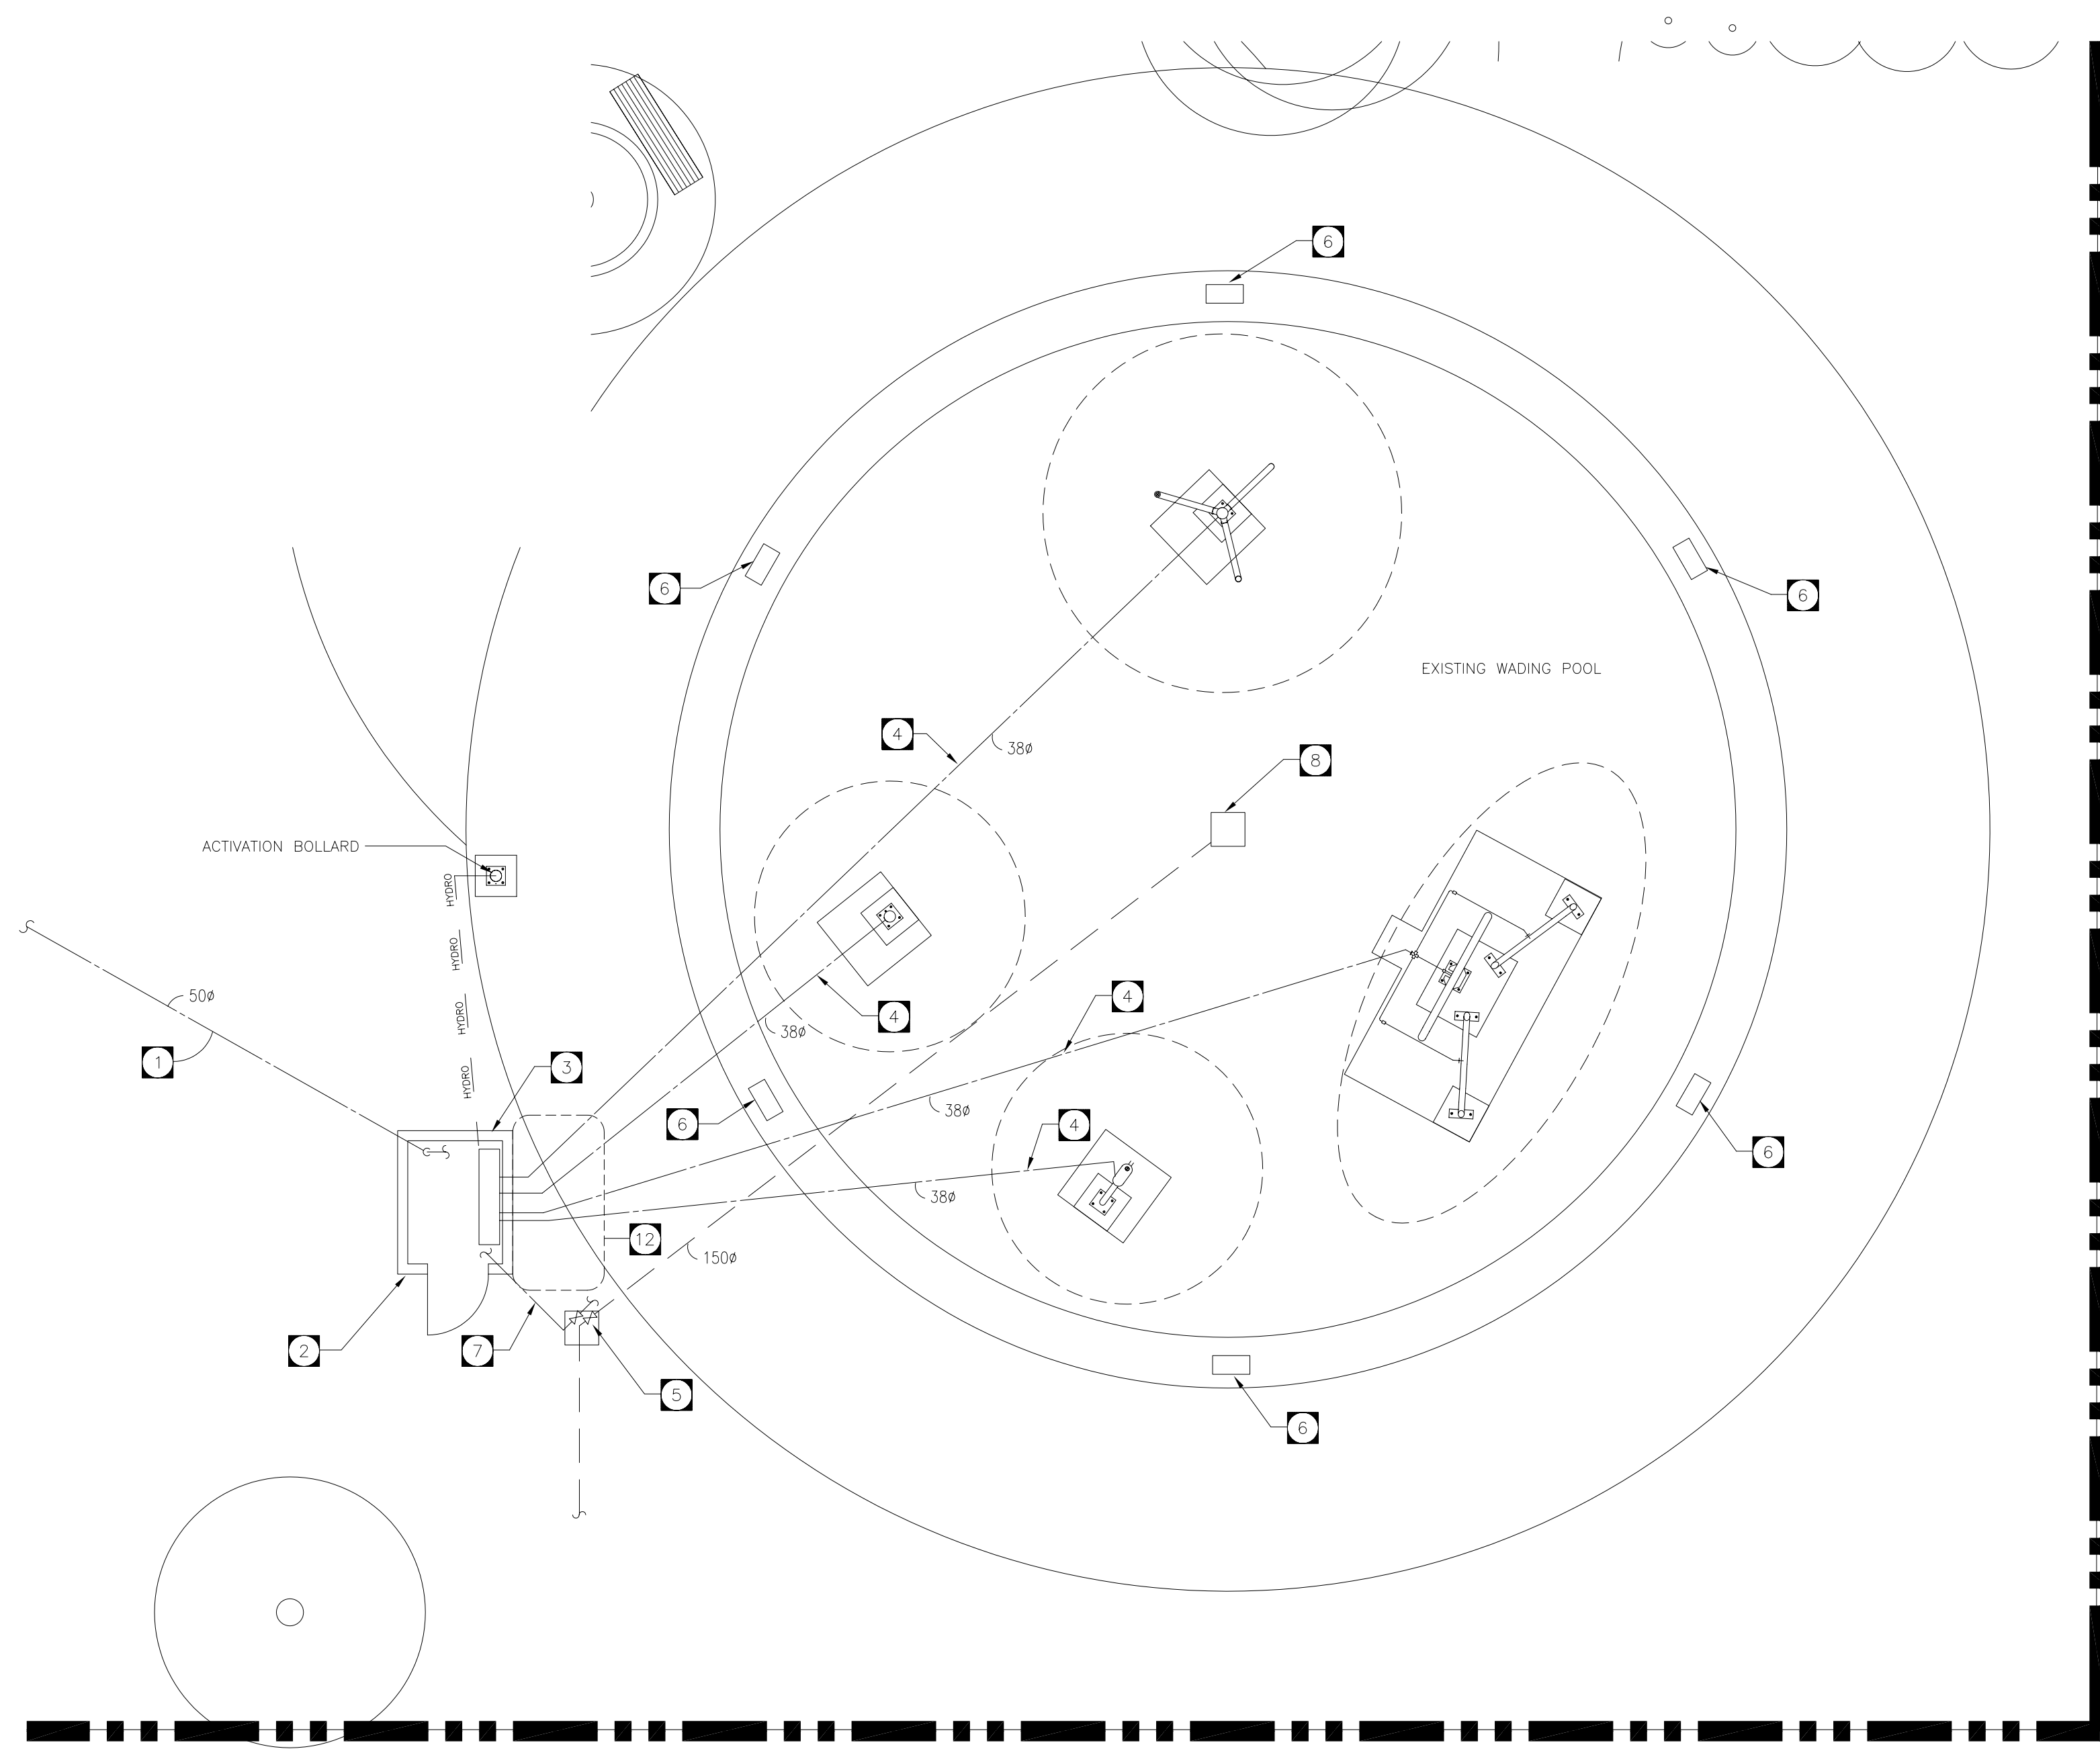 6
6
6
EXISTING WADING POOL
4
38ø
8
ACTIVATION BOLLARD
HYDRO
HYDRO
50ø
4
4
38ø
HYDRO
1
3
HYDRO
38ø
6
4
6
38ø
12
150ø
2
7
5
6